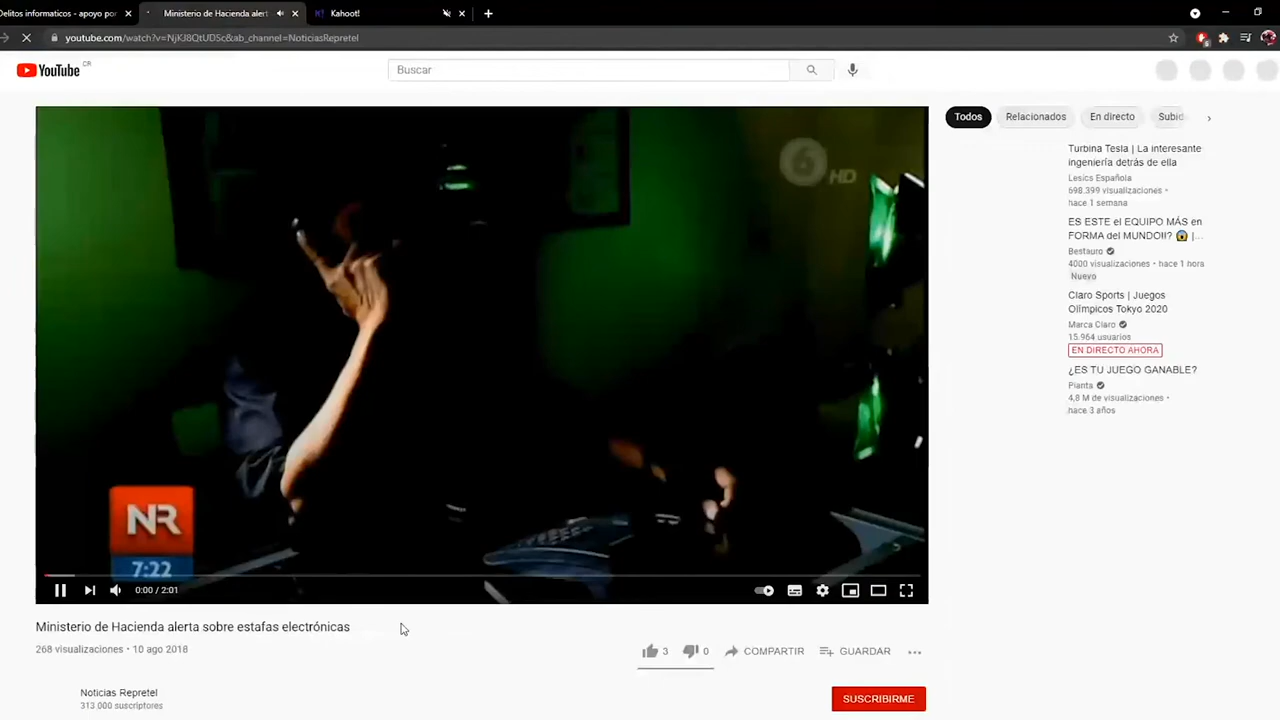 Delitos informaticos - apoyo por
Ministerio de Hacienda alert
Kahoot!
youtube.com/watch?v=NjKJ8QtUDSc&ab_channel=NoticiasRepretel
YouTube CR
Buscar
Todos
Relacionados
En directo
Subid
6 HD
Turbina Tesla | La interesante
ingeniería detrás de ella
Lesics Española
698.399 visualizaciones •
hace 1 semana
ES ESTE el EQUIPO MÁS en
FORMA del MUNDO!!? 😱 |...
Bestauro
4000 visualizaciones • hace 1 hora
Nuevo
Claro Sports | Juegos
Olímpicos Tokyo 2020
Marca Claro
15.964 usuarios
EN DIRECTO AHORA
¿ES TU JUEGO GANABLE?
Pianta
4,8 M de visualizaciones •
hace 3 años
NR
7:22
0:00 / 2:01
Ministerio de Hacienda alerta sobre estafas electrónicas
268 visualizaciones • 10 ago 2018
3
0
COMPARTIR
GUARDAR
Noticias Repretel
313 000 suscriptores
SUSCRIBIRME